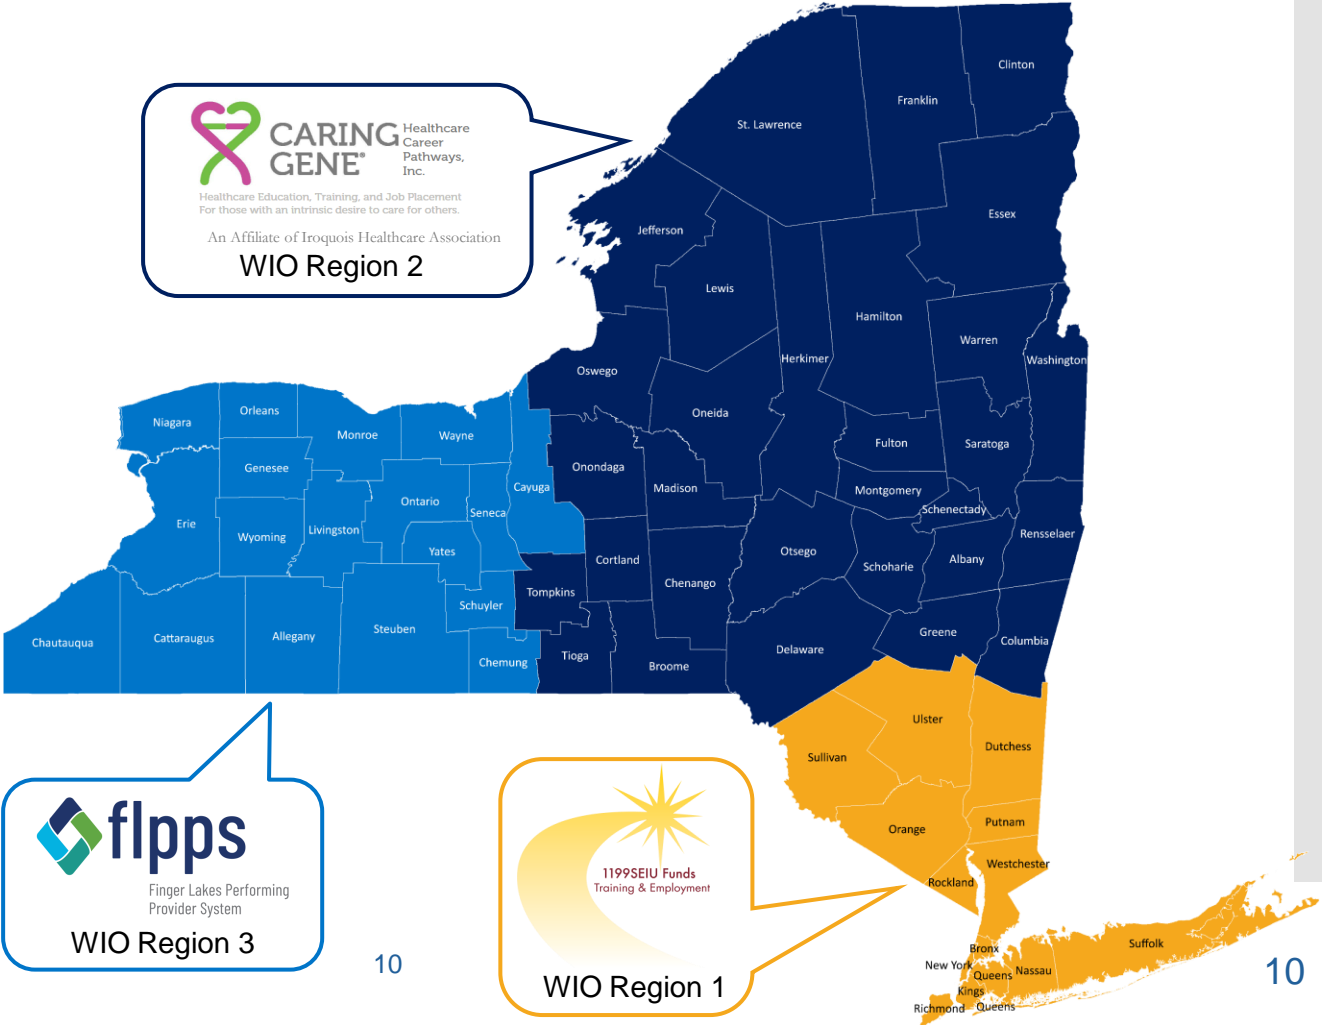 Clinton
Franklin
St. Lawrence
CARING
GENE®
Healthcare
Career
Pathways,
Inc.
Healthcare Education, Training, and Job Placement
For those with an intrinsic desire to care for others.
An Affiliate of Iroquois Healthcare Association
WIO Region 2
Essex
Jefferson
Lewis
Hamilton
Warren
Herkimer
Washington
Oswego
Oneida
Orleans
Niagara
Monroe
Wayne
Fulton
Saratoga
Genesee
Onondaga
Madison
Cayuga
Montgomery
Ontario
Seneca
Schenectady
Erie
Livingston
Wyoming
Rensselaer
Yates
Otsego
Cortland
Albany
Schoharie
Chenango
Tompkins
Schuyler
Steuben
Greene
Chautauqua
Cattaraugus
Allegany
Columbia
Delaware
Tioga
Chemung
Broome
Ulster
Dutchess
Sullivan
Putnam
Orange
Westchester
Rockland
flpps
Finger Lakes Performing
Provider System
WIO Region 3
1199SEIU Funds
Training & Employment
WIO Region 1
Bronx
Suffolk
New York
Nassau
Queens
Kings
Richmond
Queens
10
10